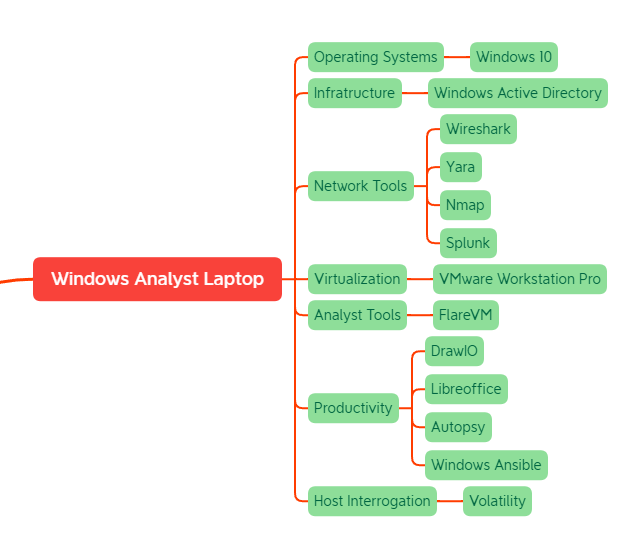 Windows Analyst Laptop
Operating Systems
Windows 10
Infratructure
Windows Active Directory
Network Tools
Wireshark
Yara
Nmap
Splunk
Virtualization
VMware Workstation Pro
Analyst Tools
FlareVM
Productivity
DrawIO
Libreoffice
Autopsy
Windows Ansible
Host Interrogation
Volatility